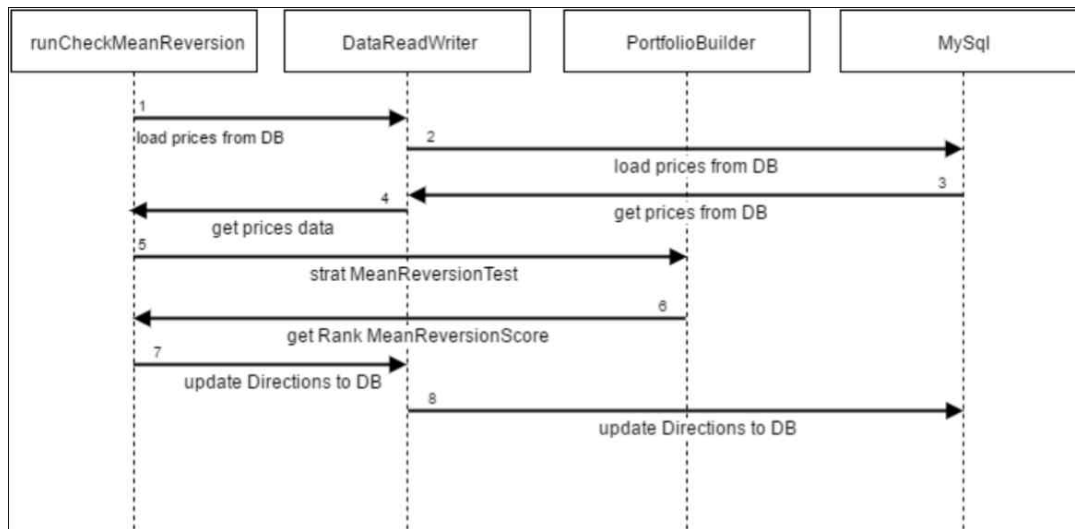 runCheckMeanReversion
DataReadWriter
PortfolioBuilder
MySql
1
load prices from DB
2
load prices from DB
3
get prices from DB
4
get prices data
5
strat MeanReversionTest
6
get Rank MeanReversionScore
7
update Directions to DB
8
update Directions to DB